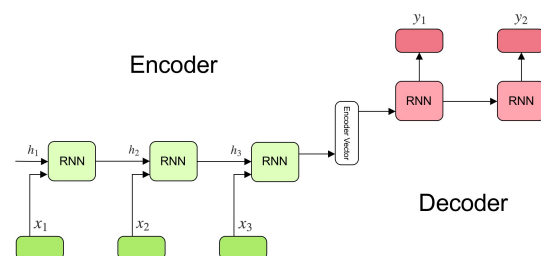 y₁
y₂
Encoder
RNN
RNN
Encoder Vector
h₁
RNN
h₂
RNN
h₃
RNN
Decoder
x₁
x₂
x₃